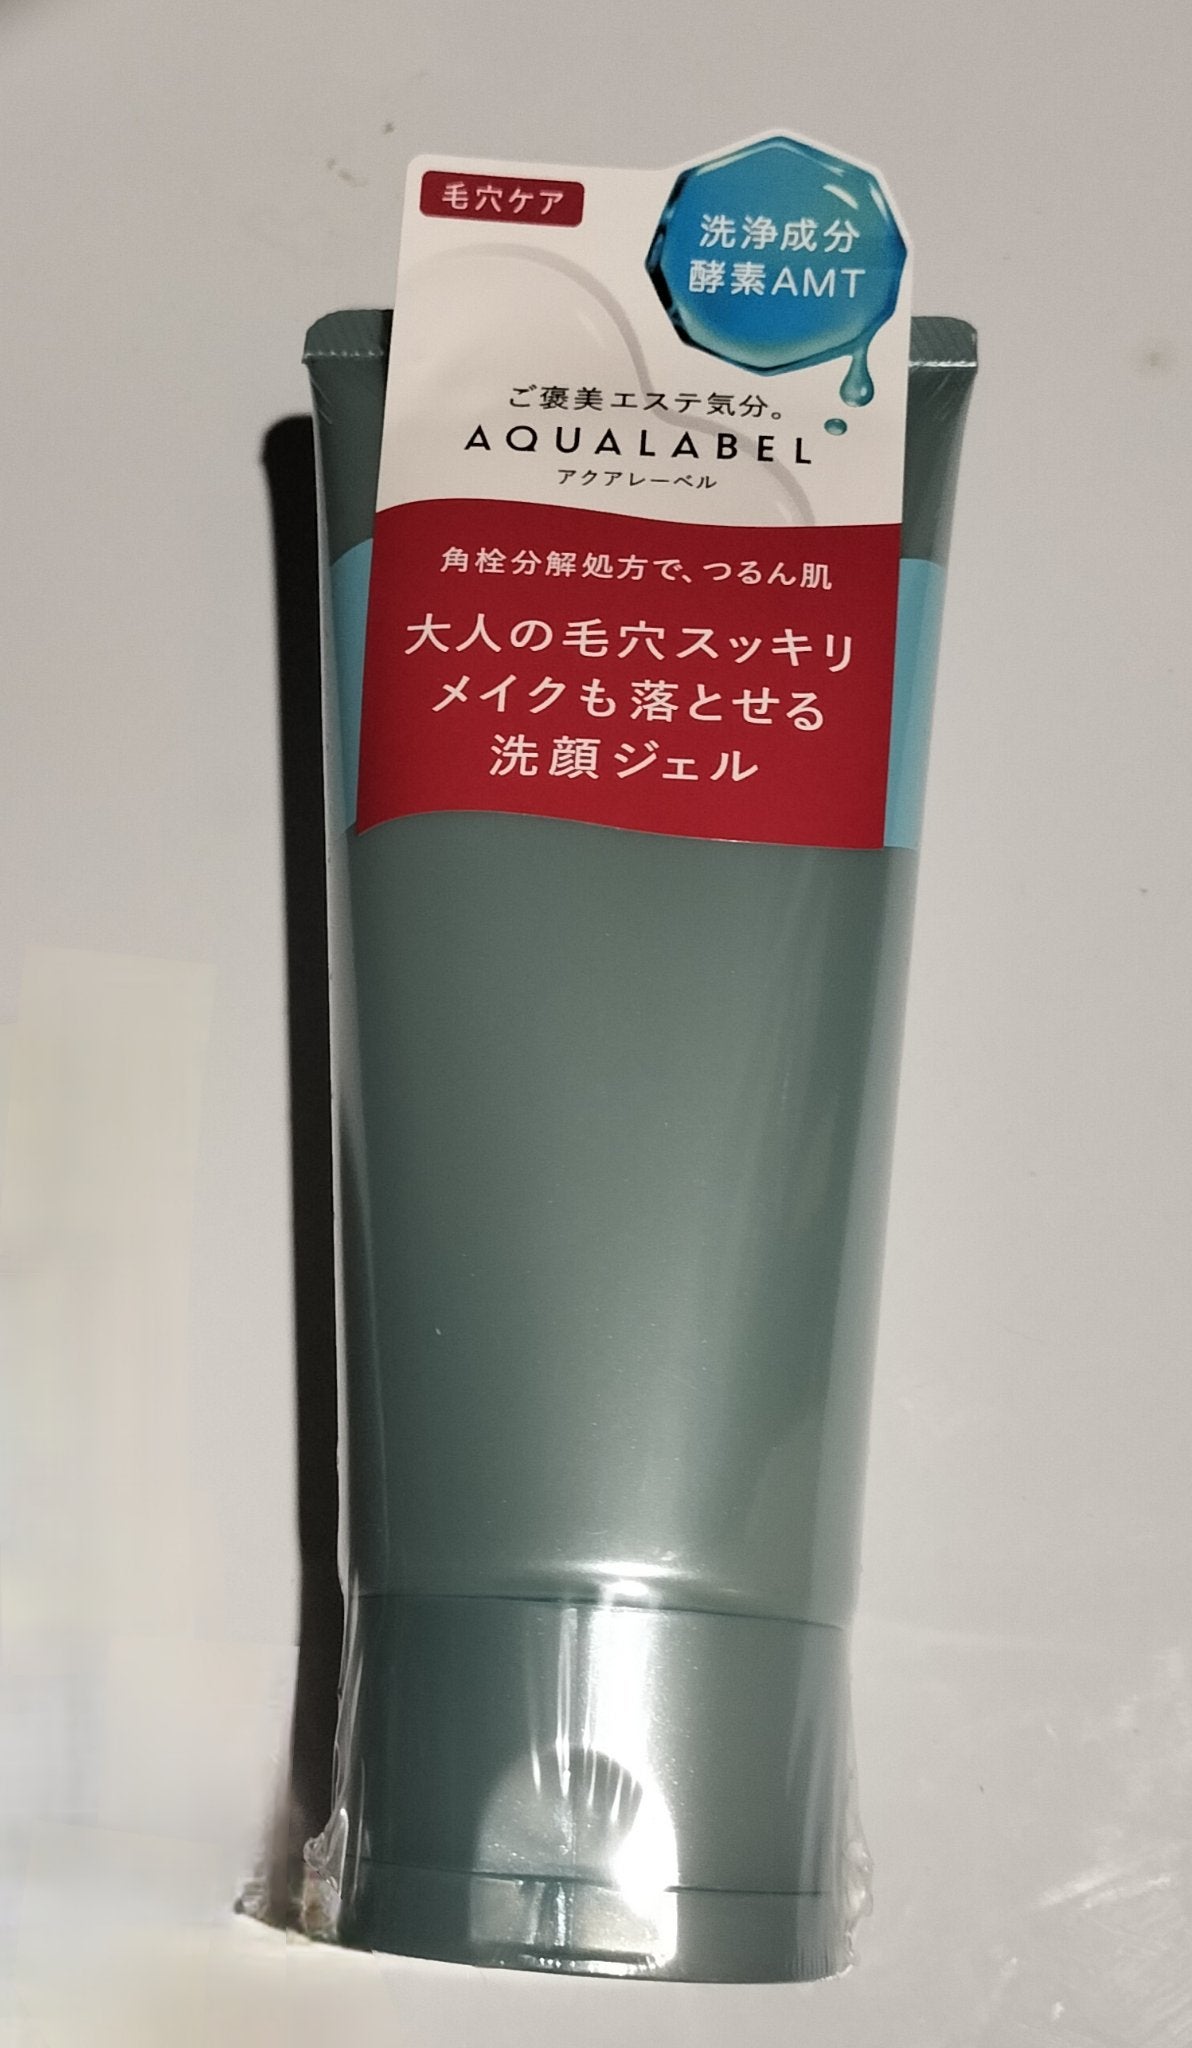 毛穴ケア
洗浄成分
酵素AMT
ご褒美エステ気分。
AQUALABEL
アクアレーベル
角栓分解処方で、つるん肌
大人の毛穴スッキリ
メイクも落とせる
洗顔ジェル